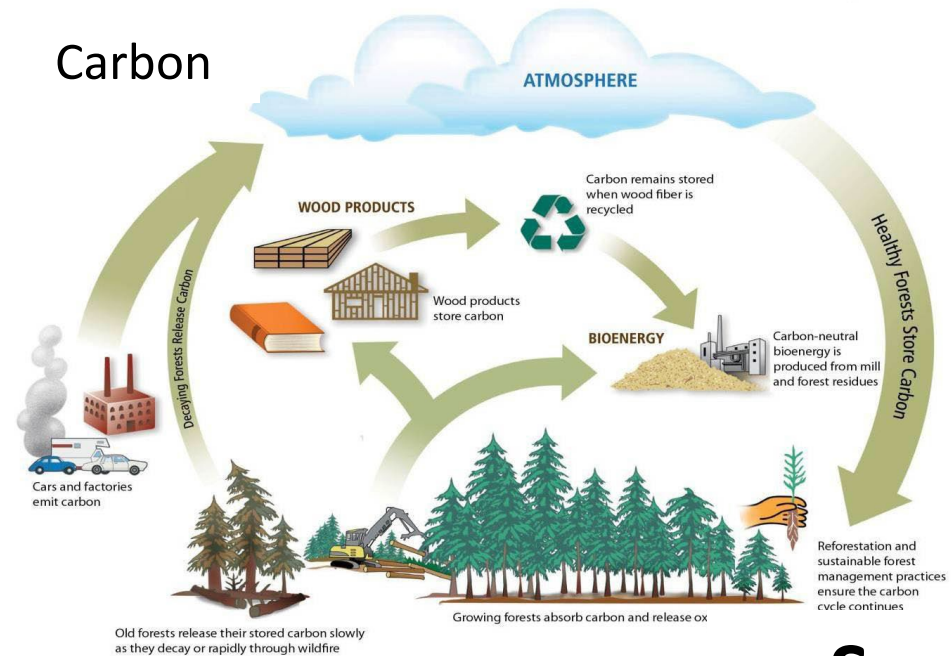 Carbon
ATMOSPHERE
Carbon remains stored
when wood fiber is
recycled
WOOD PRODUCTS
Healthy Forests Store Carbon
Decaying Forests Release Carbon
Wood products
store carbon
BIOENERGY
Carbon-neutral
bioenergy is
produced from mill
and forest residues
Cars and factories
emit carbon
Reforestation and
sustainable forest
management practices
ensure the carbon
cycle continues
Growing forests absorb carbon and release ox
Old forests release their stored carbon slowly
as they decay or rapidly through wildfire